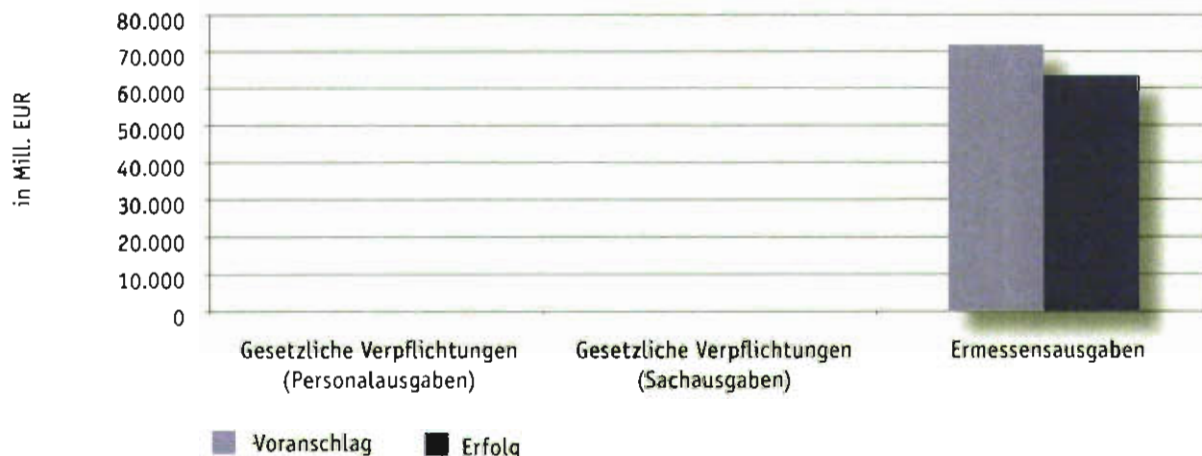 in Mill. EUR
80.000
70.000
60.000
50.000
40.000
30.000
20.000
10.000
0
Gesetzliche Verpflichtungen
(Personalausgaben)
Gesetzliche Verpflichtungen
(Sachausgaben)
Ermessensausgaben
Voranschlag
Erfolg